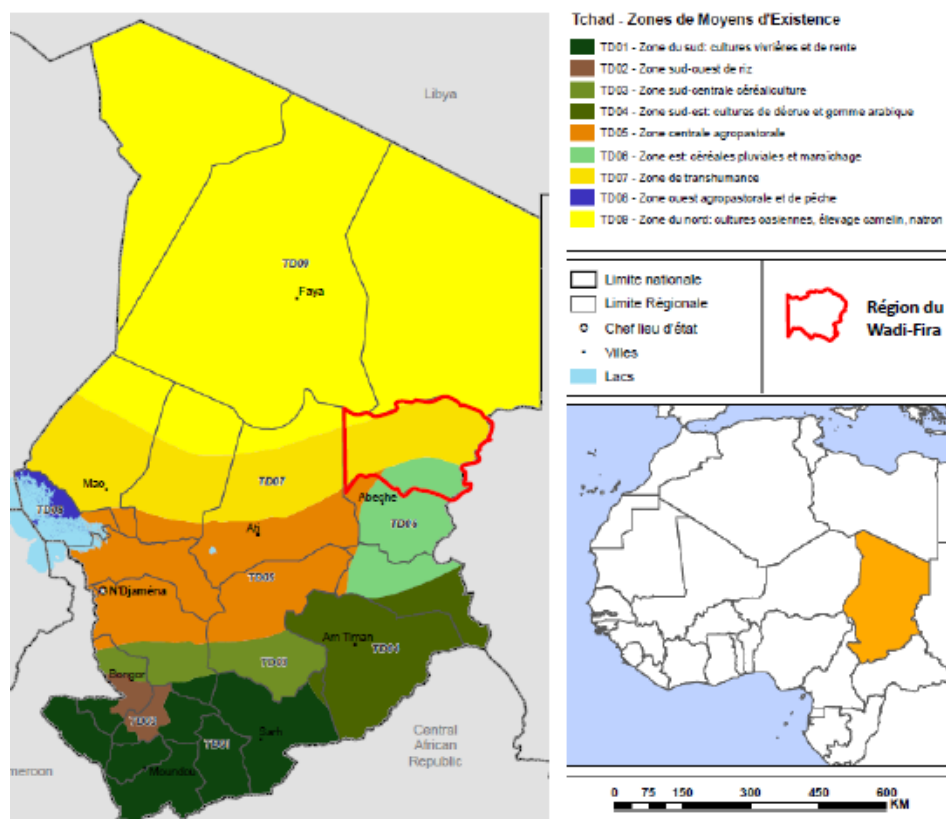 Tchad - Zones de Moyens d'Existence
TD01 - Zone du sud: cultures vivrières et de rente
TD02 - Zone sud-ouest de riz
TD03 - Zone sud-centrale céréaliculture
TD04 - Zone sud-est: cultures de décrue et gomme arabique
TD05 - Zone centrale agropastorale
TD06 - Zone est: céréales pluviales et maraîchage
TD07 - Zone de transhumance
TD08 - Zone ouest agropastorale et de pêche
TD09 - Zone du nord: cultures oasiennes, élevage camelin, natron
Limite nationale
Limite Régionale
Chef lieu d'état
Villes
Lacs
Région du
Wadi-Fira
Libya
TD09
Faya
Mao
TD07
Abeche
TD08
Ati
TD06
TD05
N'Djaména
Am Timan
TD04
TD03
Bongor
TD02
Sarh
TD01
Moundou
Central
African
Republic
meroon
0 75 150 300 450 600
KM